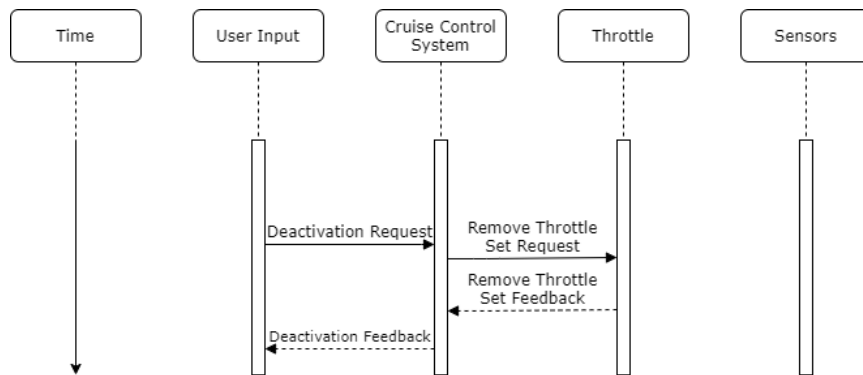 Time
User Input
Cruise Control
System
Throttle
Sensors
Deactivation Request
Remove Throttle
Set Request
Remove Throttle
Set Feedback
Deactivation Feedback